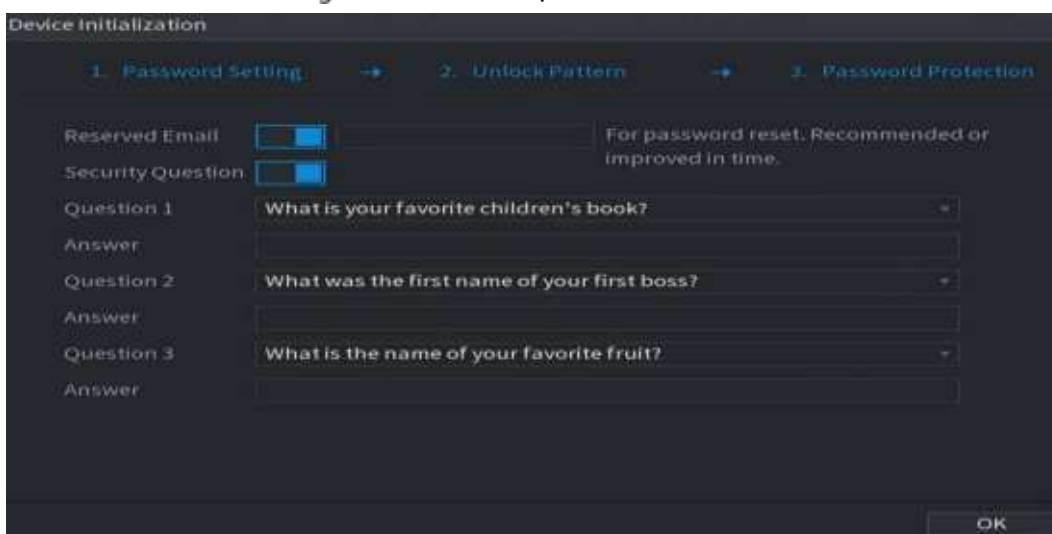 Device Initialization
1. Password Setting → 2. Unlock Pattern → 3. Password Protection
Reserved Email For password reset. Recommended or
improved in time.
Security Question
Question 1 What is your favorite children's book?
Answer
Question 2 What was the first name of your first boss?
Answer
Question 3 What is the name of your favorite fruit?
Answer
OK